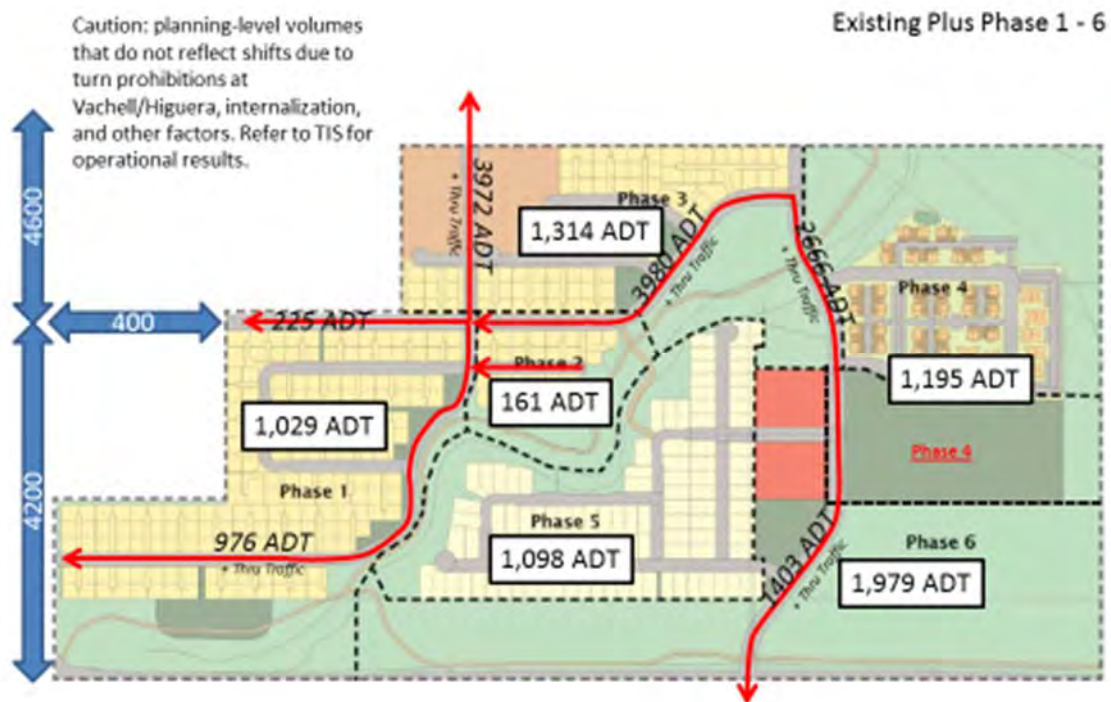 Caution: planning-level volumes
that do not reflect shifts due to
turn prohibitions at
Vachell/Higuera, internalization,
and other factors. Refer to TIS for
operational results.
Existing Plus Phase 1 - 6
4600
400
4200
3972 ADT
+ Thru Traffic
Phase 3
1,314 ADT
3980 ADT
+ Thru Traffic
2666 ADT
+ Thru Traffic
Phase 4
1,195 ADT
225 ADT
Phase 2
161 ADT
1,029 ADT
Phase 1
976 ADT
+ Thru Traffic
Phase 5
1,098 ADT
Phase 4
1403 ADT
+ Thru Traffic
Phase 6
1,979 ADT